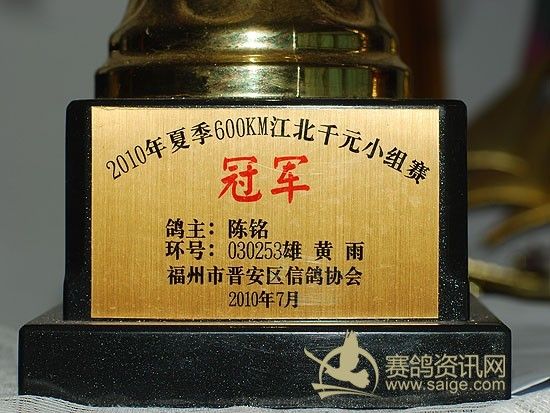 2010年夏季600KM江北千元小组赛
冠军
鸽主：陈铭
环号：030253雄 黄 雨
福州市晋安区信鸽协会
2010年7月
赛鸽资讯网
www.saige.com